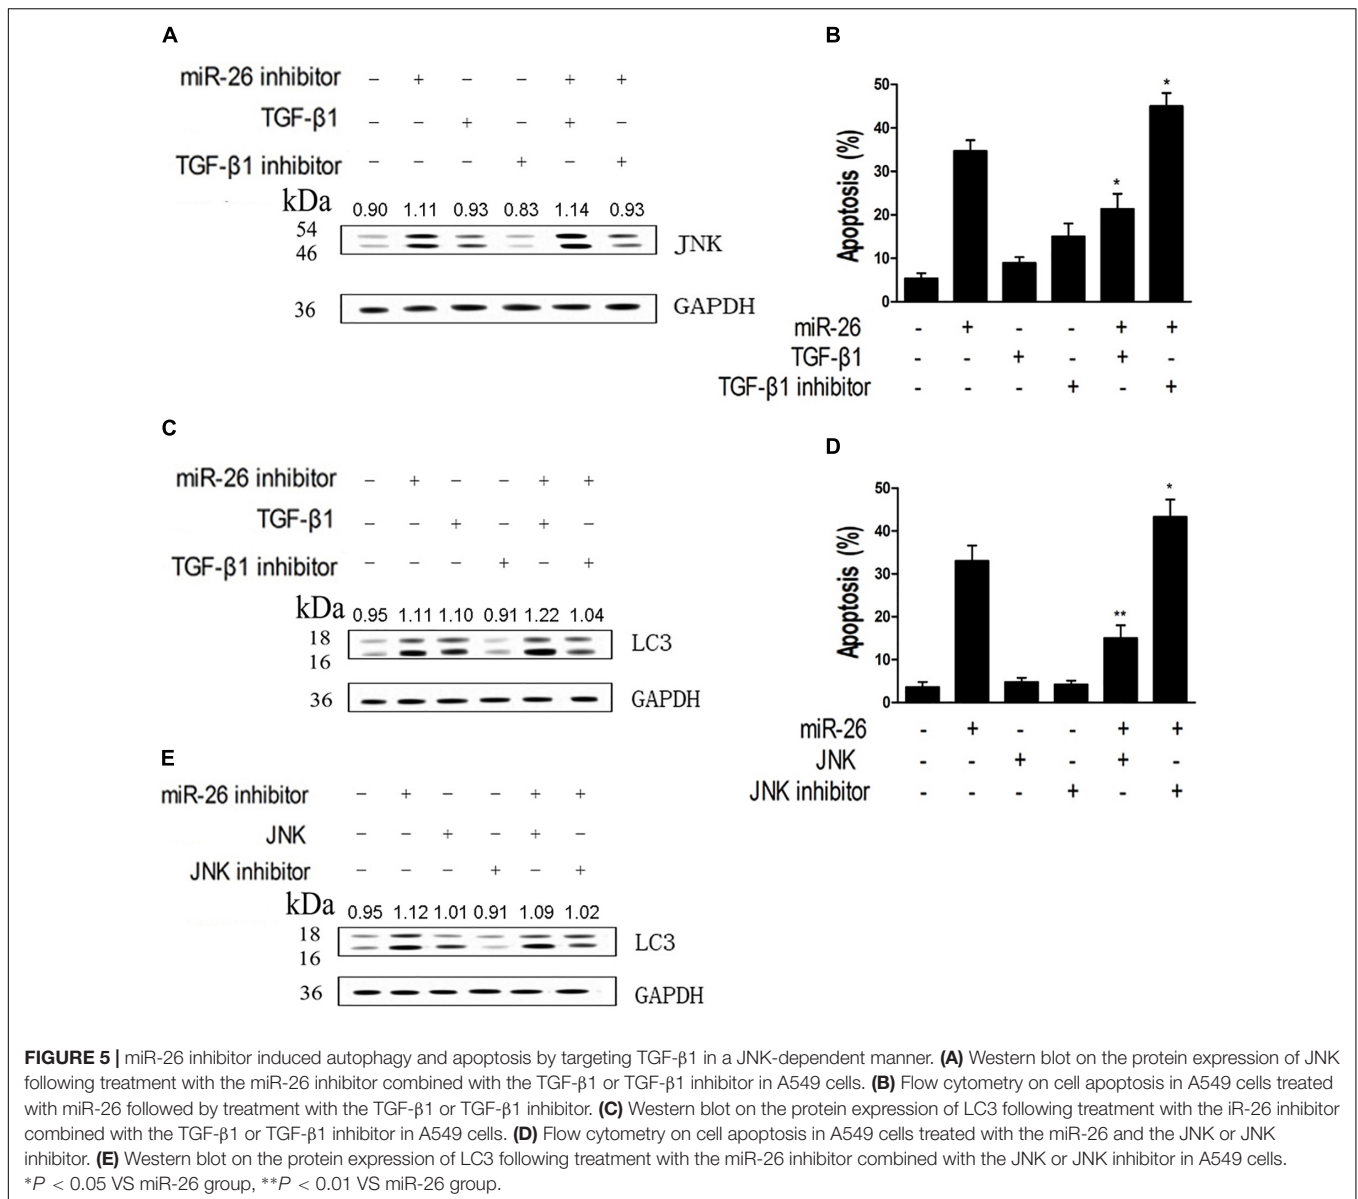 A
miR-26 inhibitor − + − − + +
TGF-β1 − − + − + −
TGF-β1 inhibitor − − − + − +
kDa 0.90 1.11 0.93 0.83 1.14 0.93
54
46
JNK
36
GAPDH
B
Apoptosis (%)
50
40
30
20
10
0
*
*
miR-26 - + - - + +
TGF-β1 - - + - + -
TGF-β1 inhibitor - - - + - +
C
miR-26 inhibitor − + − − + +
TGF-β1 − − + − + −
TGF-β1 inhibitor − − − + − +
kDa 0.95 1.11 1.10 0.91 1.22 1.04
18
16
LC3
36
GAPDH
D
Apoptosis (%)
50
40
30
20
10
0
**
*
miR-26 - + - - + +
JNK - - + - + -
JNK inhibitor - - - + - +
E
miR-26 inhibitor − + − − + +
JNK − − + − + −
JNK inhibitor − − − + − +
kDa 0.95 1.12 1.01 0.91 1.09 1.02
18
16
LC3
36
GAPDH
FIGURE 5 | miR-26 inhibitor induced autophagy and apoptosis by targeting TGF-β1 in a JNK-dependent manner. (A) Western blot on the protein expression of JNK
following treatment with the miR-26 inhibitor combined with the TGF-β1 or TGF-β1 inhibitor in A549 cells. (B) Flow cytometry on cell apoptosis in A549 cells treated
with miR-26 followed by treatment with the TGF-β1 or TGF-β1 inhibitor. (C) Western blot on the protein expression of LC3 following treatment with the iR-26 inhibitor
combined with the TGF-β1 or TGF-β1 inhibitor in A549 cells. (D) Flow cytometry on cell apoptosis in A549 cells treated with the miR-26 and the JNK or JNK
inhibitor. (E) Western blot on the protein expression of LC3 following treatment with the miR-26 inhibitor combined with the JNK or JNK inhibitor in A549 cells.
*P < 0.05 VS miR-26 group, **P < 0.01 VS miR-26 group.